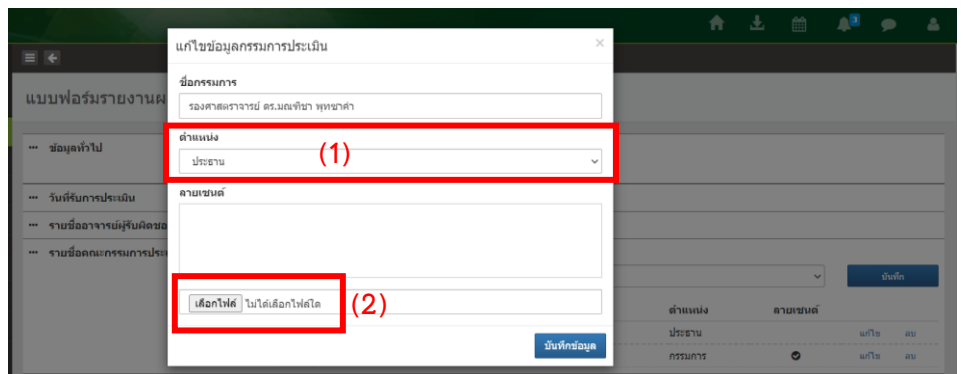 3
แก้ไขข้อมูลกรรมการประเมิน
×
ชื่อกรรมการ
แบบฟอร์มรายงานผ
รองศาสตราจารย์ ดร.มณฑิชา พุทซาคำ
ตำแหน่ง
ข้อมูลทั่วไป
(1)
ประธาน
วันที่รับการประเมิน
ลายเซนต์
รายชื่ออาจารย์ผู้รับผิดชอ
รายชื่อคณะกรรมการประเ
บันทึก
เลือกไฟล์ ไม่ได้เลือกไฟล์ใด
(2)
ตำแหน่ง ลายเซนต์
ประธาน แก้ไข ลบ
บันทึกข้อมูล
กรรมการ แก้ไข ลบ